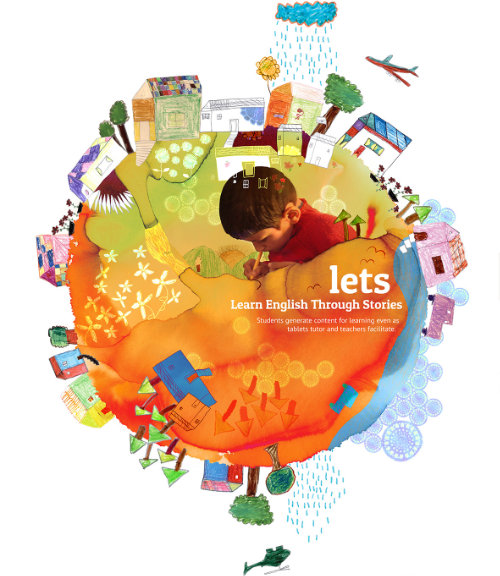 lets
Learn English Through Stories
Students generate content for learning even as
tablets tutor and teachers facilitate.